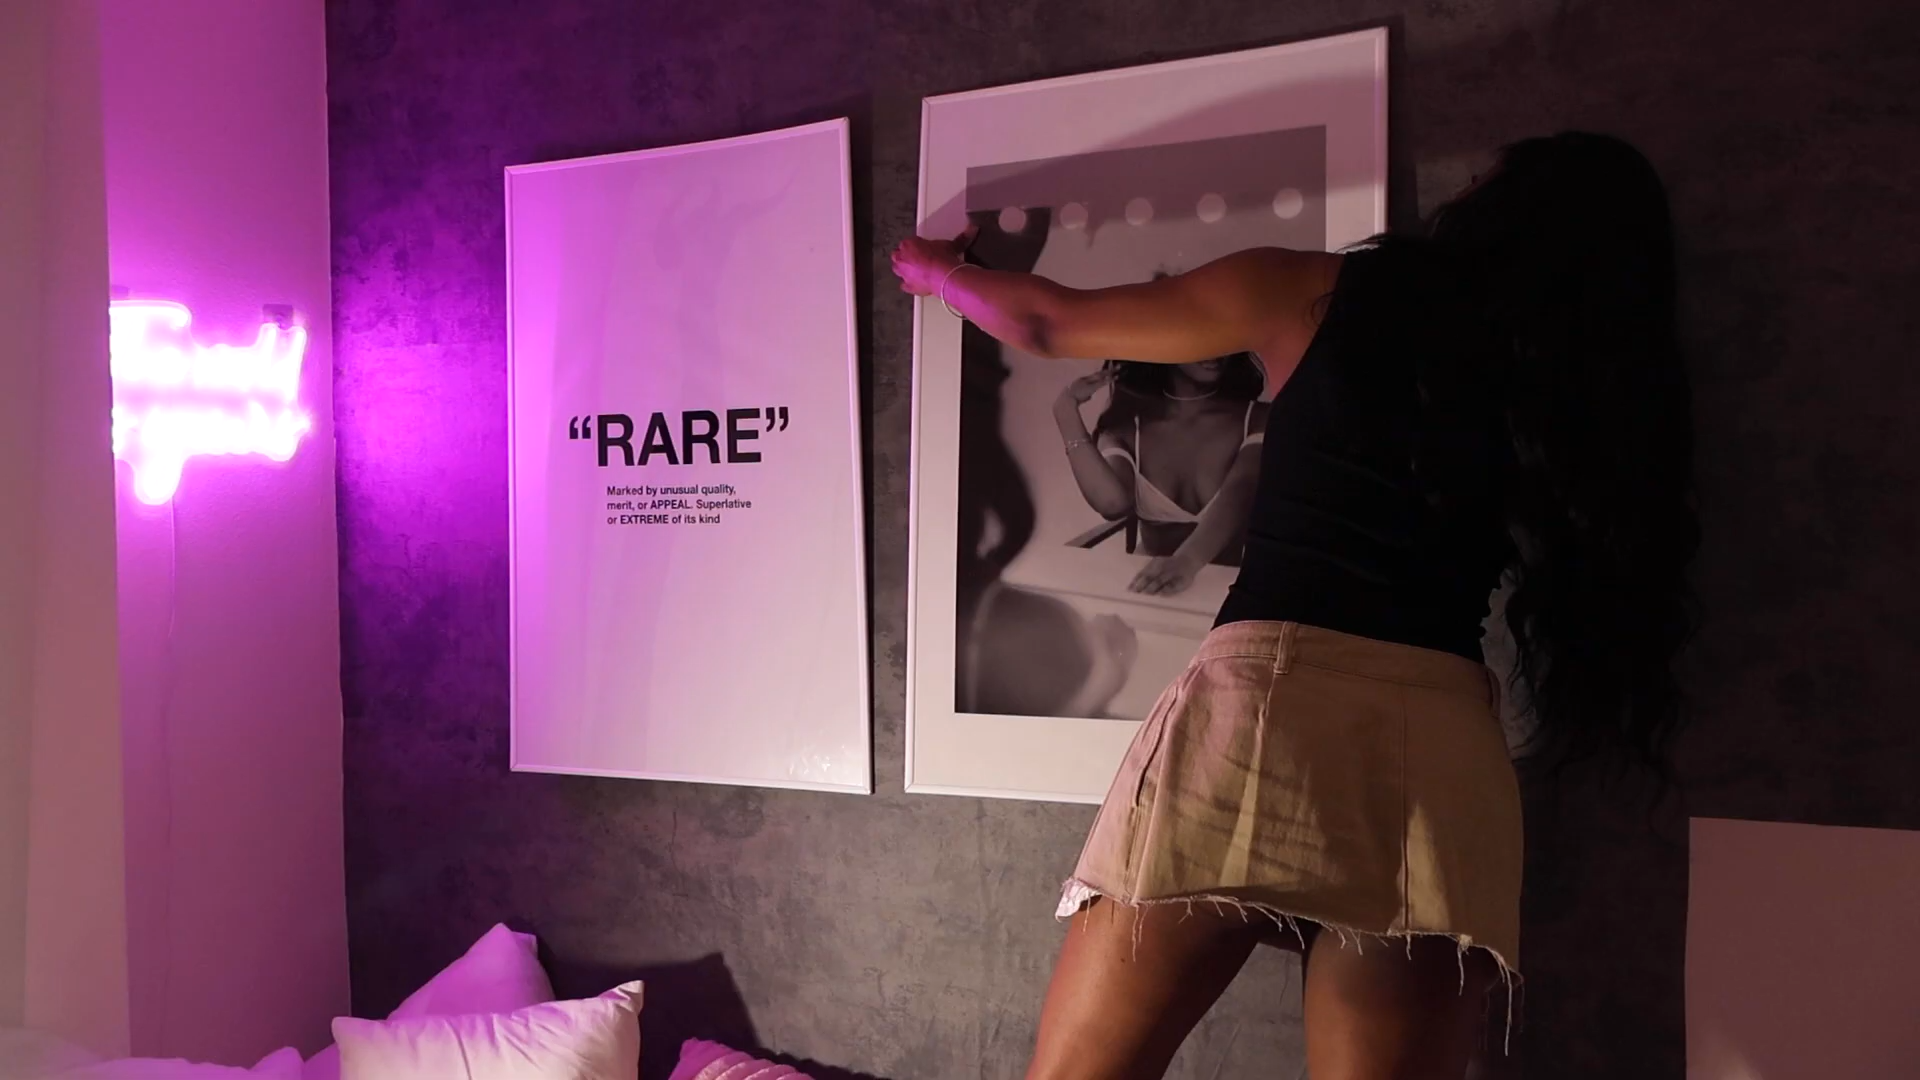 “RARE”
Marked by unusual quality,
merit, or APPEAL. Superlative
or EXTREME of its kind